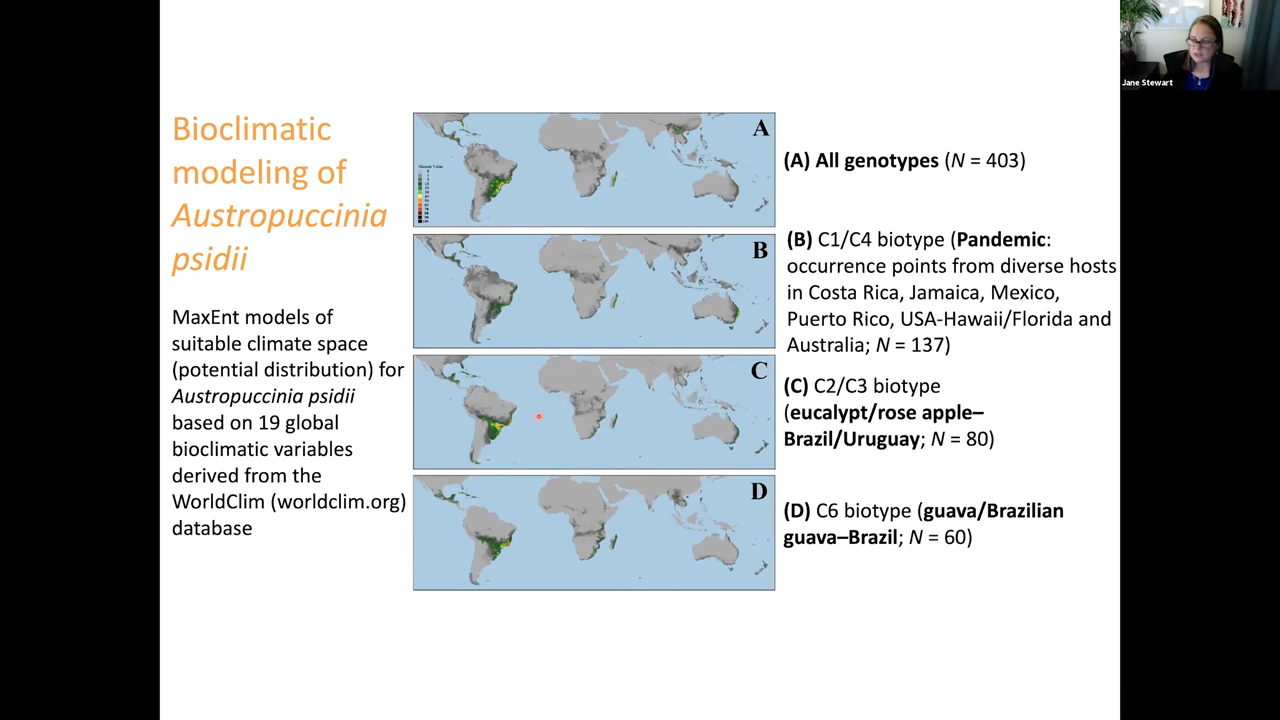 Jane Stewart
Bioclimatic
modeling of
Austropuccinia
psidii
MaxEnt models of
suitable climate space
(potential distribution) for
Austropuccinia psidii
based on 19 global
bioclimatic variables
derived from the
WorldClim (worldclim.org)
database
A
B
C
D
(A) All genotypes (N = 403)
(B) C1/C4 biotype (Pandemic:
occurrence points from diverse hosts
in Costa Rica, Jamaica, Mexico,
Puerto Rico, USA-Hawaii/Florida and
Australia; N = 137)
(C) C2/C3 biotype
(eucalypt/rose apple–
Brazil/Uruguay; N = 80)
(D) C6 biotype (guava/Brazilian
guava–Brazil; N = 60)